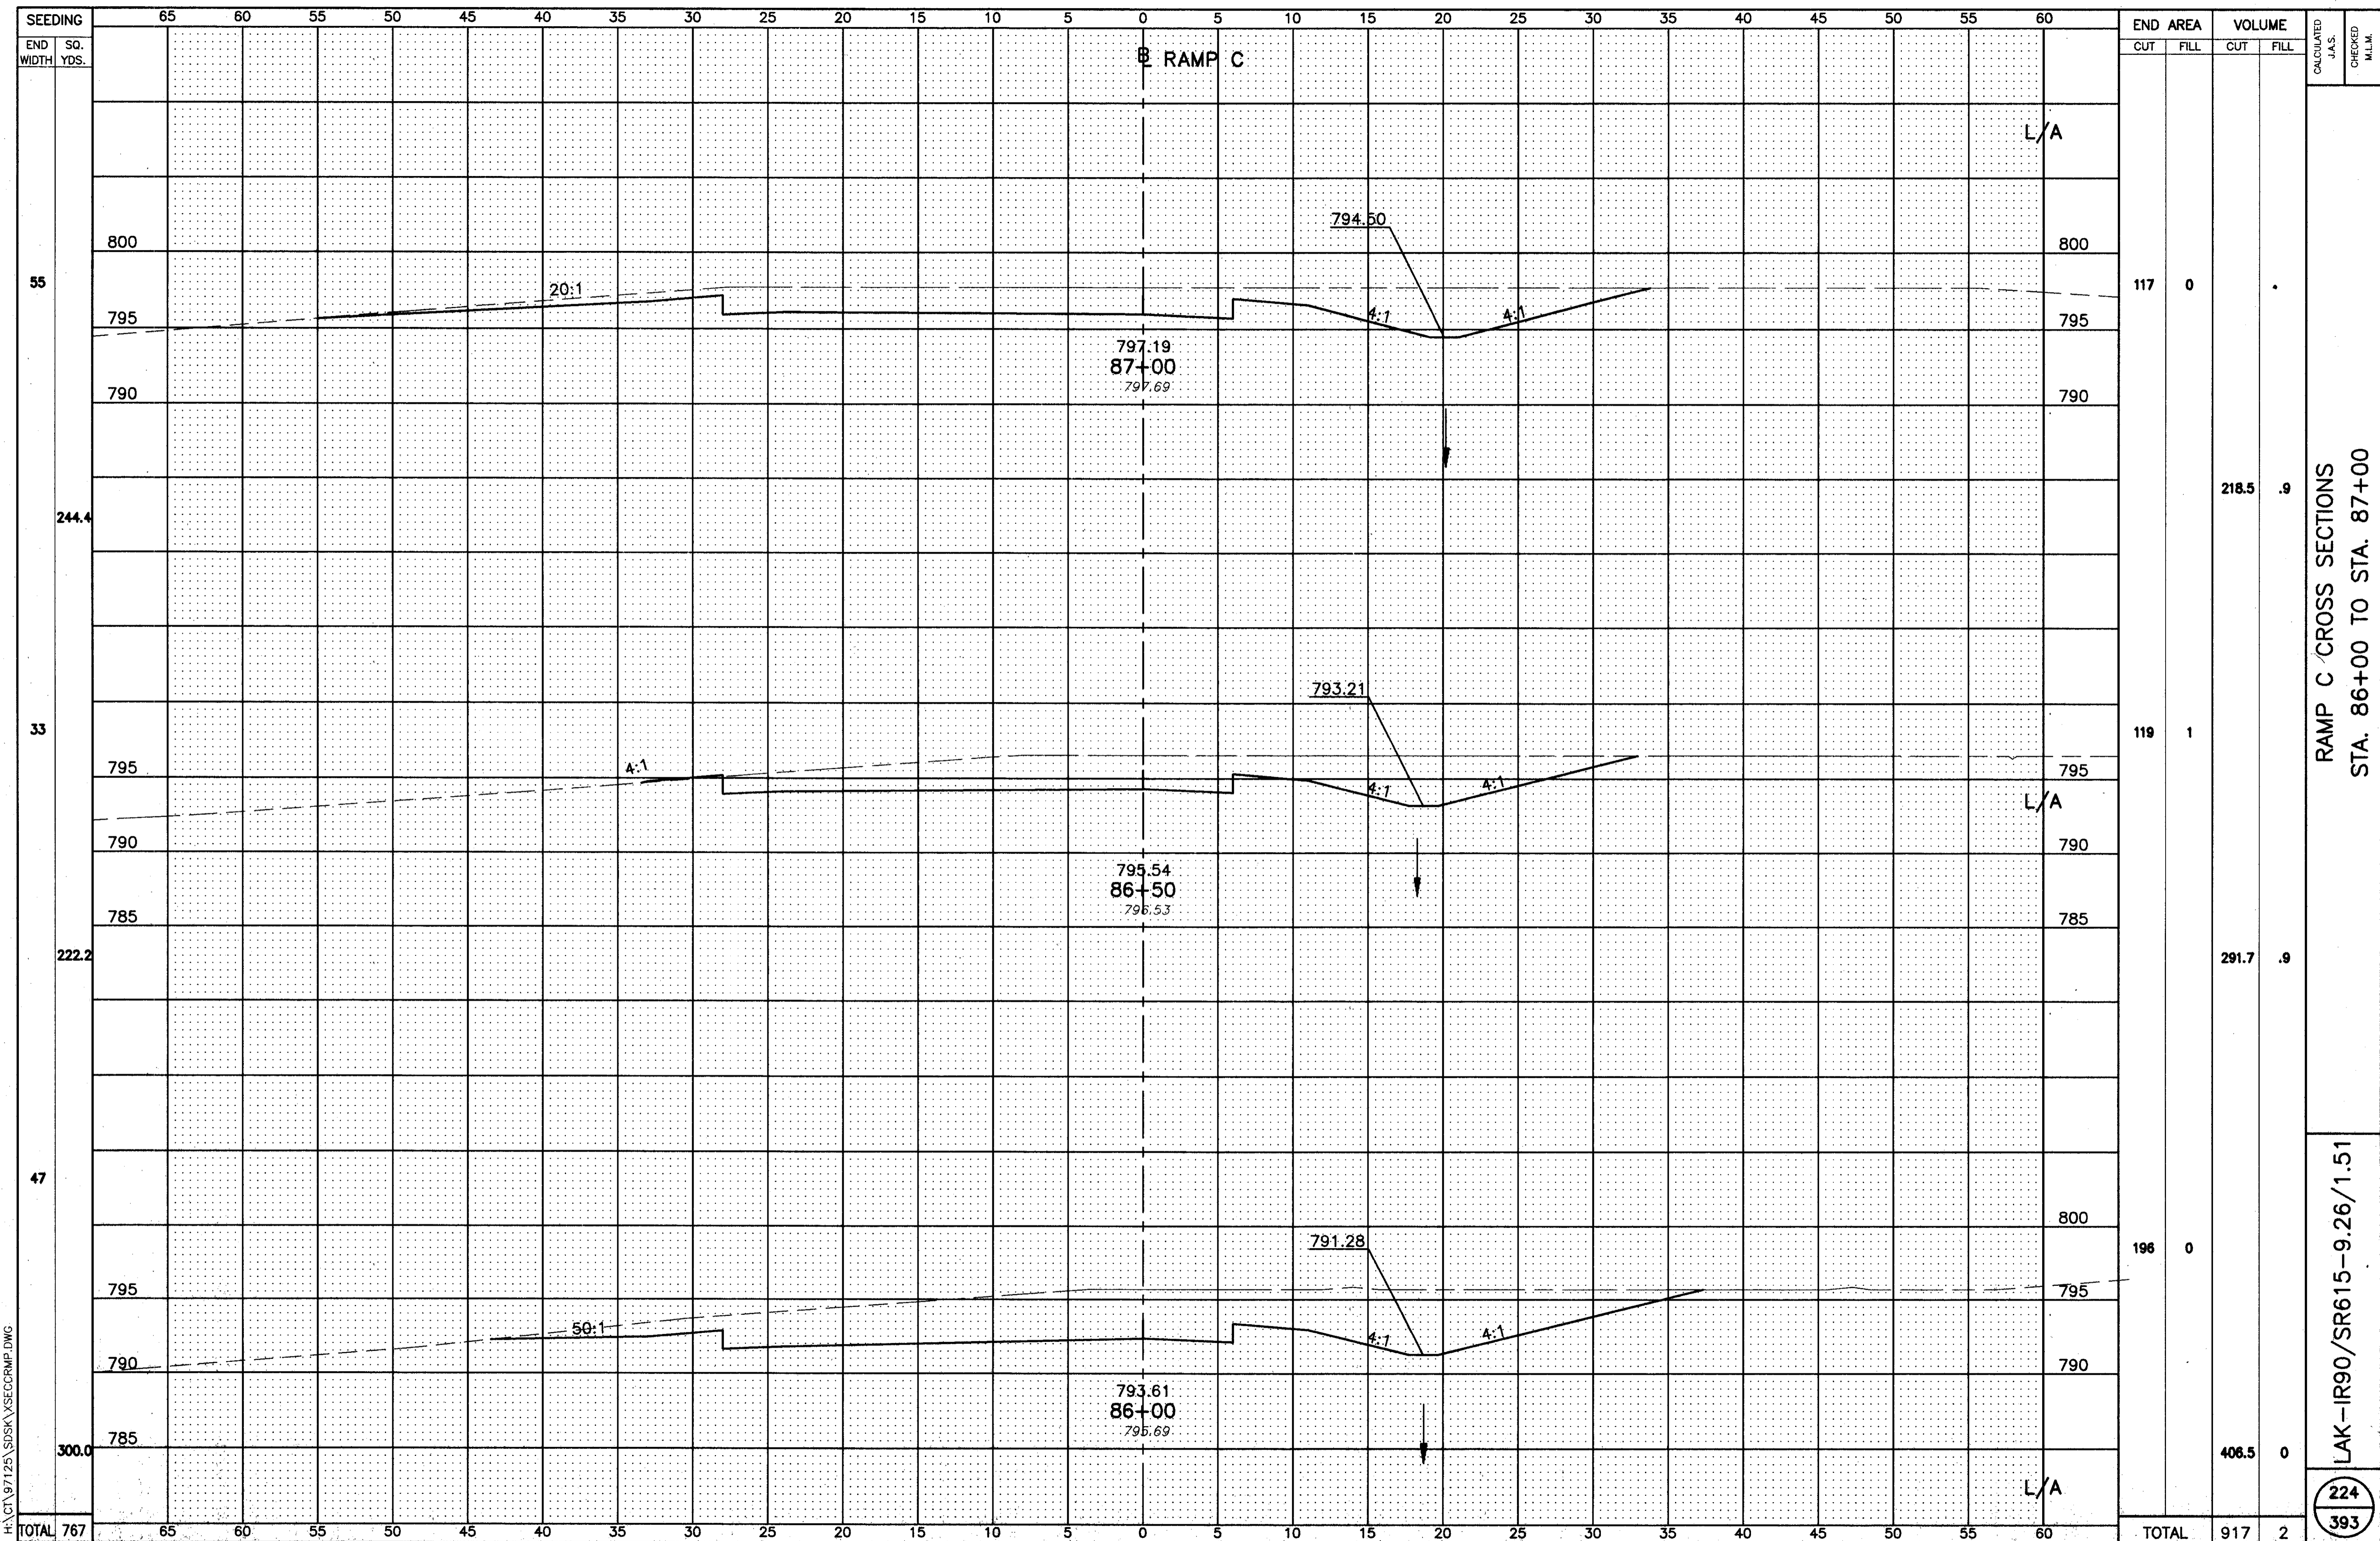 SEEDING
END WIDTH
SQ. YDS.
65 60 55 50 45 40 35 30 25 20 15 10 5 0 5 10 15 20 25 30 35 40 45 50 55 60
END AREA
VOLUME
CUT FILL CUT FILL
CALCULATED
J.A.S.
CHECKED
M.L.M.
℄ RAMP C
L/A
794.50
800 800
55
20:1
4:1
4:1
117 0
795 795
797.19
87+00
797.69
790 790
244.4
218.5 .9
793.21
33
119 1
795 795
4:1
4:1
4:1
L/A
790 790
795.54
86+50
796.53
785 785
222.2
291.7 .9
47
800
791.28
196 0
795 795
50:1
4:1
4:1
790 790
793.61
86+00
795.69
785
300.0
406.5 0
L/A
TOTAL 767
65 60 55 50 45 40 35 30 25 20 15 10 5 0 5 10 15 20 25 30 35 40 45 50 55 60
TOTAL 917 2
RAMP C CROSS SECTIONS
STA. 86+00 TO STA. 87+00
LAK-IR90/SR615-9.26/1.51
224
393
H:\CT\97125\SDSK\XSECCRMP.DWG